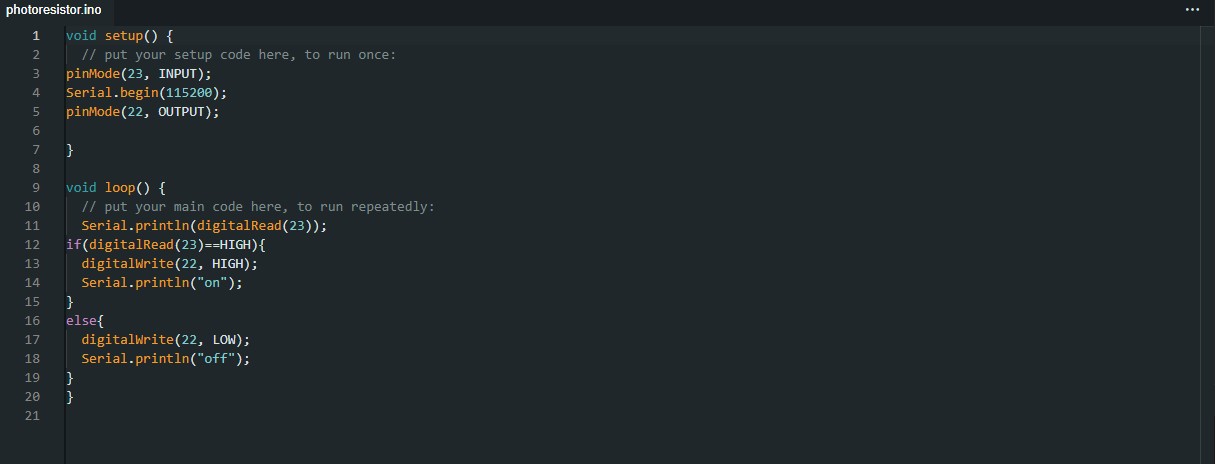 photoresistor.ino
...
1 void setup() {
2 // put your setup code here, to run once:
3 pinMode(23, INPUT);
4 Serial.begin(115200);
5 pinMode(22, OUTPUT);
6
7 }
8
9 void loop() {
10 // put your main code here, to run repeatedly:
11 Serial.println(digitalRead(23));
12 if(digitalRead(23)==HIGH){
13 digitalWrite(22, HIGH);
14 Serial.println("on");
15 }
16 else{
17 digitalWrite(22, LOW);
18 Serial.println("off");
19 }
20 }
21